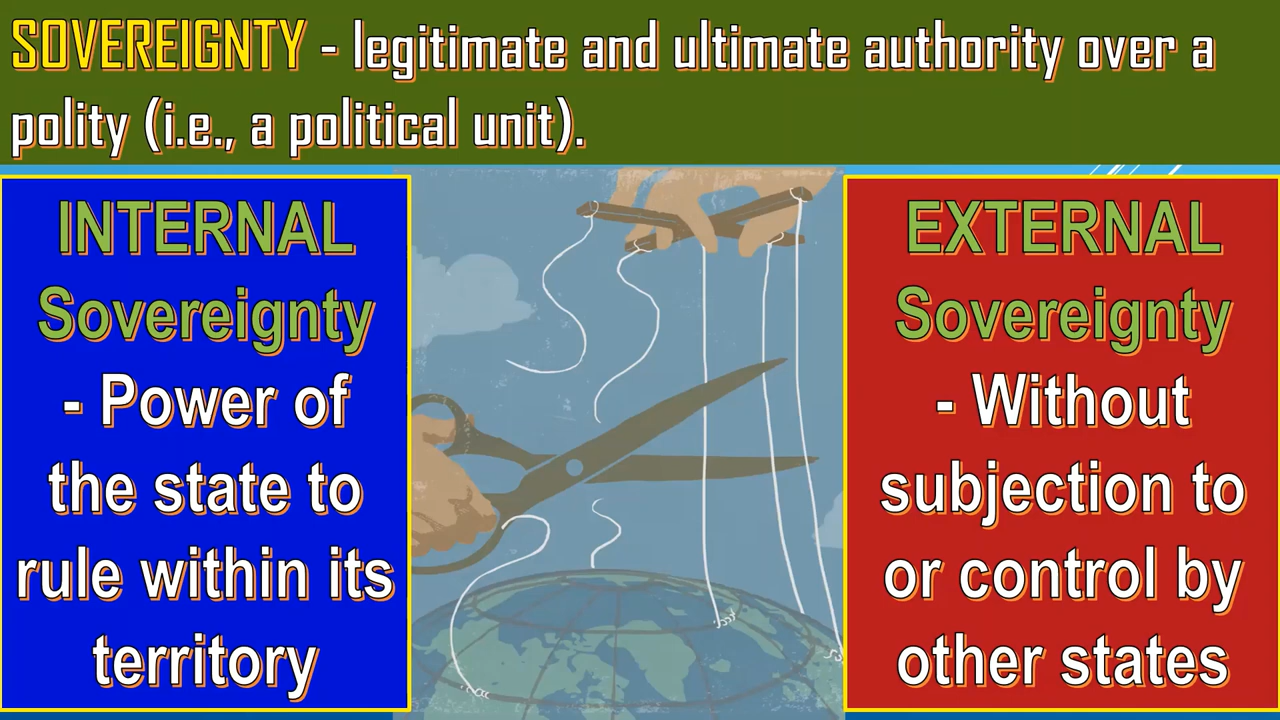 SOVEREIGNTY - legitimate and ultimate authority over a
polity (i.e., a political unit).
INTERNAL
Sovereignty
- Power of
the state to
rule within its
territory
EXTERNAL
Sovereignty
- Without
subjection to
or control by
other states